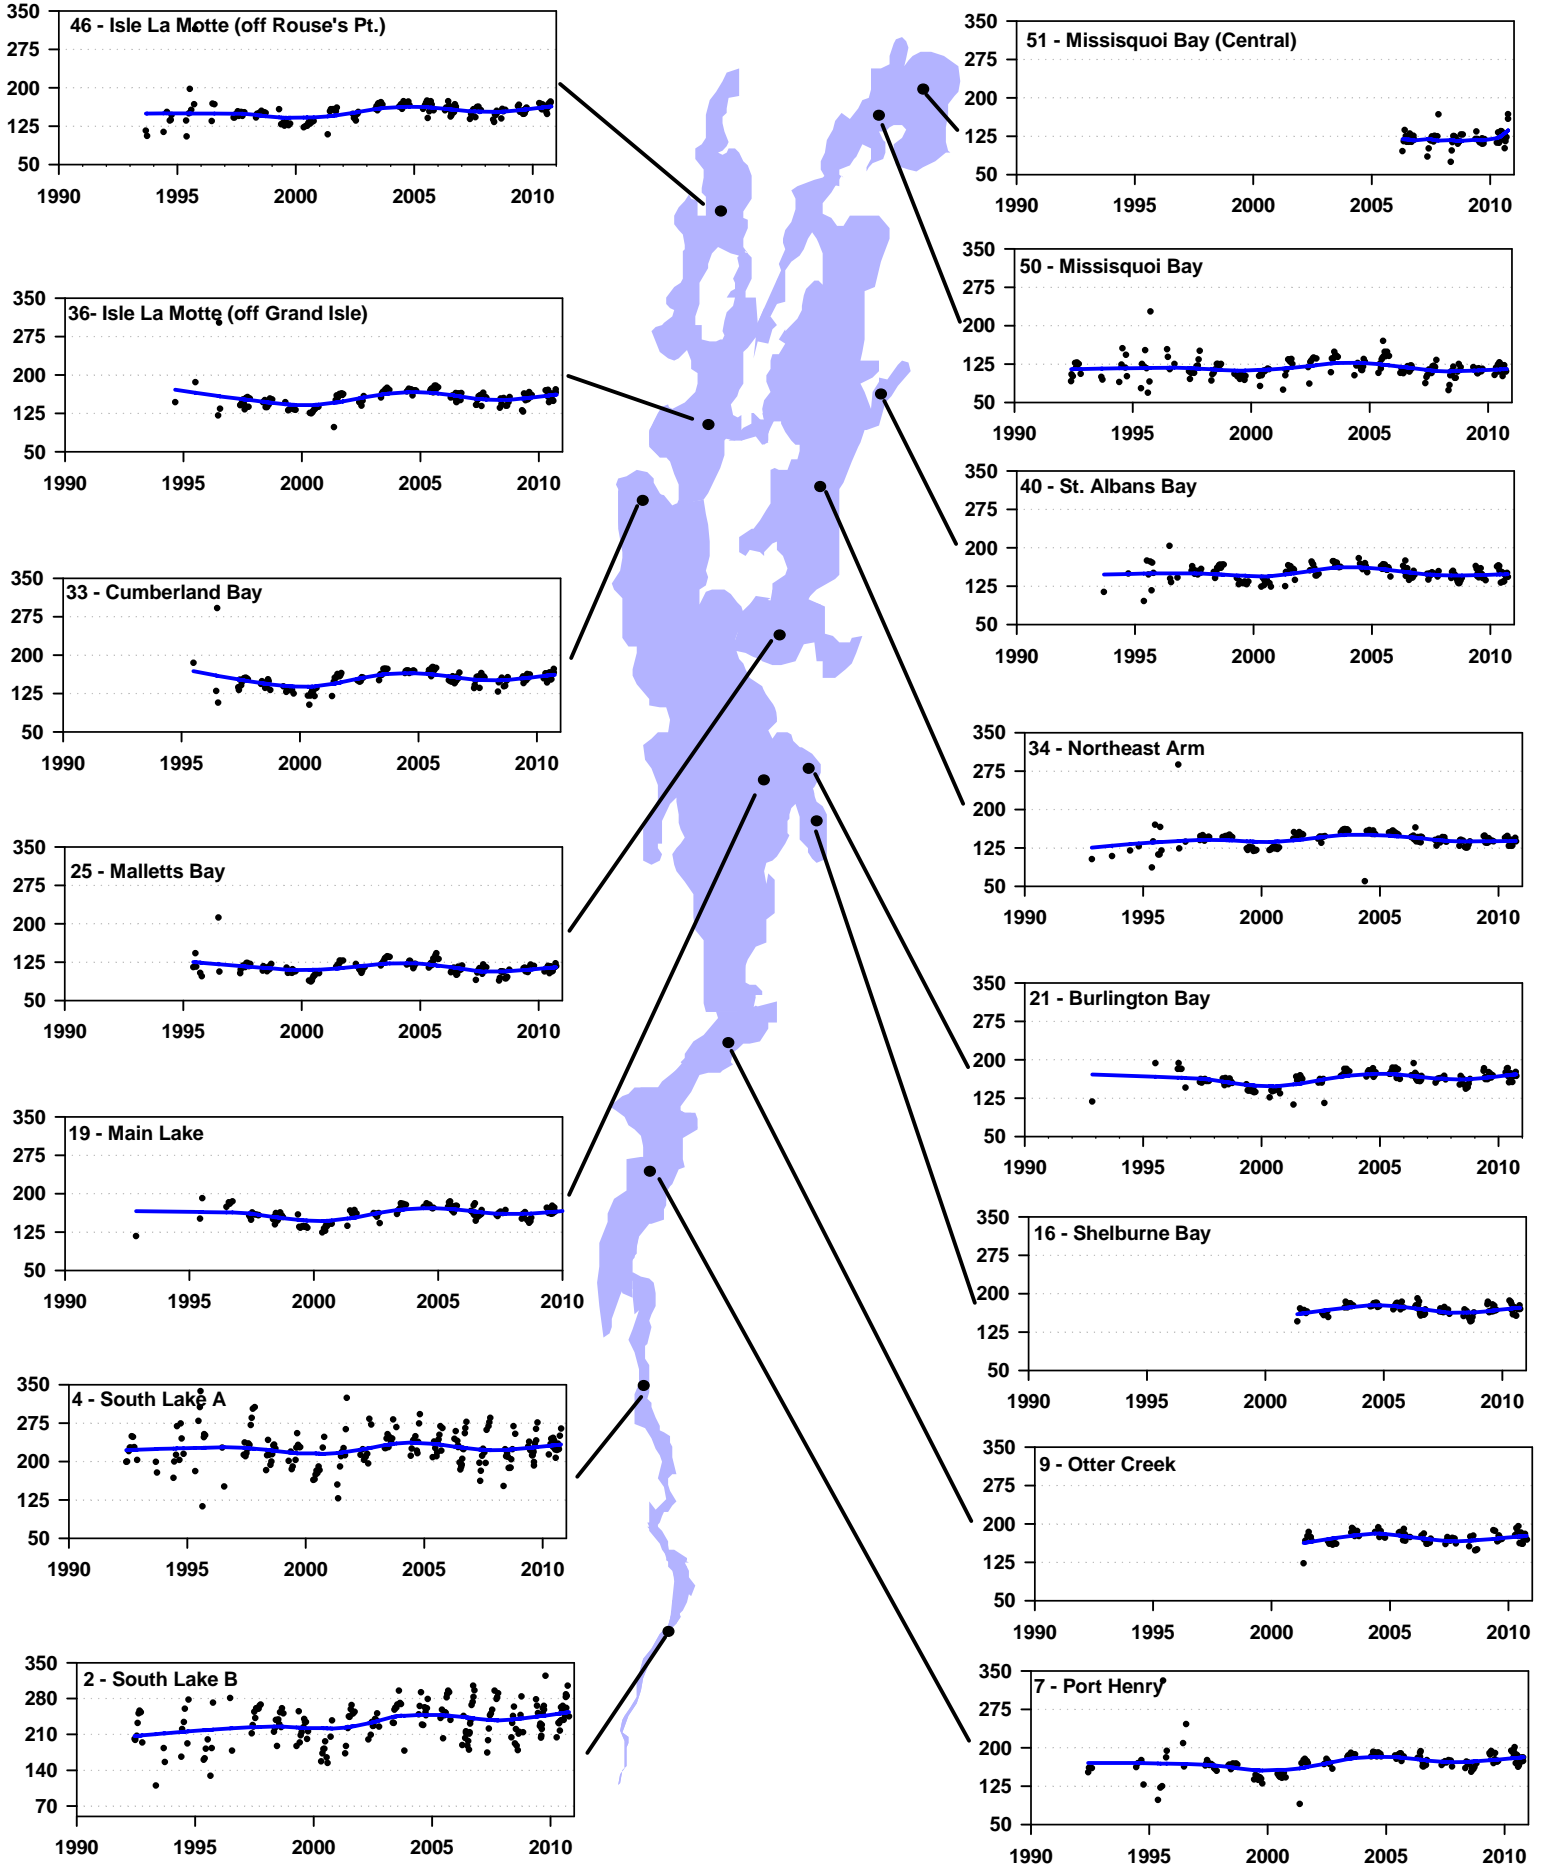 46 - Isle La Motte (off Rouse's Pt.)
350
275
200
125
50
1990 1995 2000 2005 2010
36- Isle La Motte (off Grand Isle)
350
275
200
125
50
1990 1995 2000 2005 2010
33 - Cumberland Bay
350
275
200
125
50
1990 1995 2000 2005 2010
25 - Malletts Bay
350
275
200
125
50
1990 1995 2000 2005 2010
19 - Main Lake
350
275
200
125
50
1990 1995 2000 2005 2010
4 - South Lake A
350
275
200
125
50
1990 1995 2000 2005 2010
2 - South Lake B
350
280
210
140
70
1990 1995 2000 2005 2010
51 - Missisquoi Bay (Central)
350
275
200
125
50
1990 1995 2000 2005 2010
50 - Missisquoi Bay
350
275
200
125
50
1990 1995 2000 2005 2010
40 - St. Albans Bay
350
275
200
125
50
1990 1995 2000 2005 2010
34 - Northeast Arm
350
275
200
125
50
1990 1995 2000 2005 2010
21 - Burlington Bay
350
275
200
125
50
1990 1995 2000 2005 2010
16 - Shelburne Bay
350
275
200
125
50
1990 1995 2000 2005 2010
9 - Otter Creek
350
275
200
125
50
1990 1995 2000 2005 2010
7 - Port Henry
350
275
200
125
50
1990 1995 2000 2005 2010